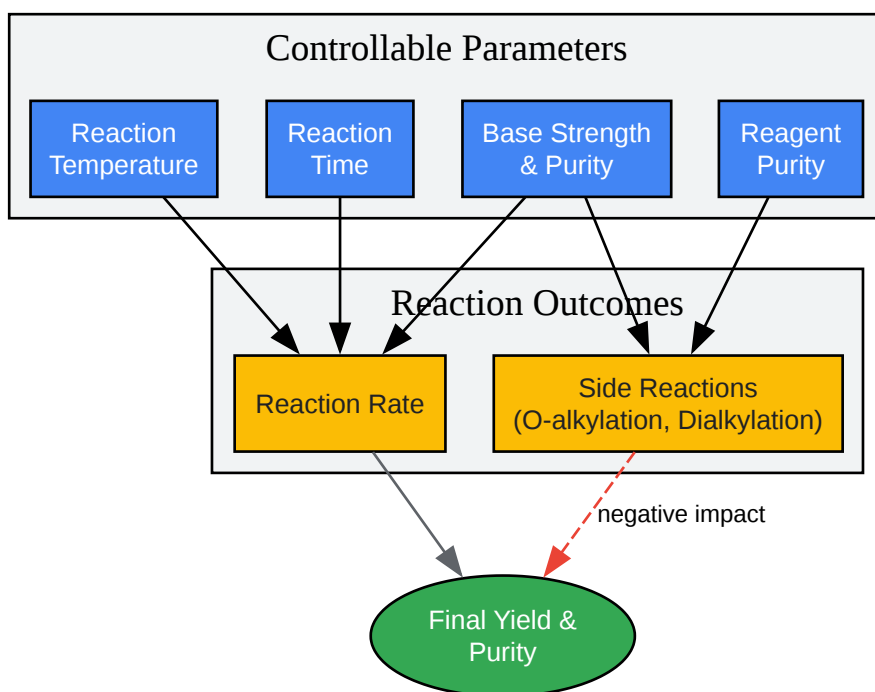 Controllable Parameters
Reaction
Temperature
Reaction
Time
Base Strength
& Purity
Reagent
Purity
Reaction Outcomes
Reaction Rate
Side Reactions
(O-alkylation, Dialkylation)
negative impact
Final Yield &
Purity